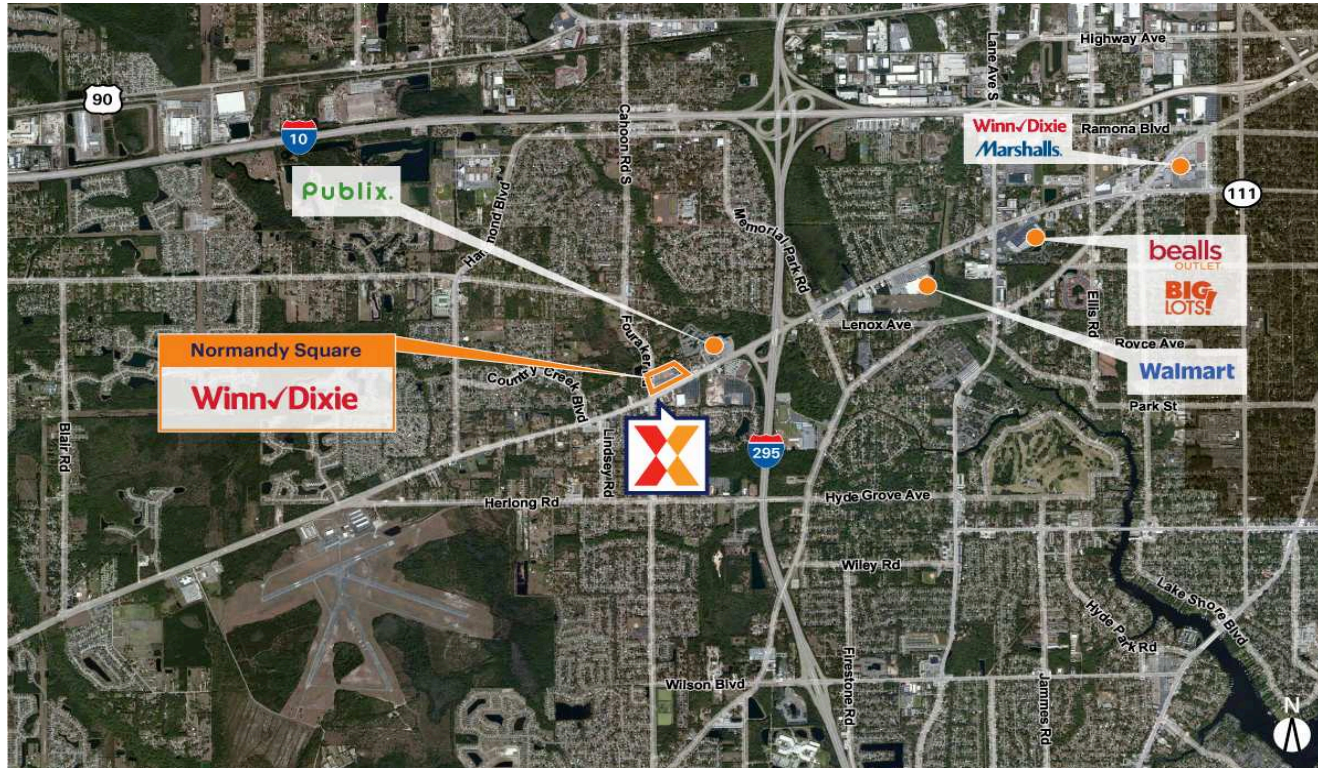 Highway Ave
Lane Ave S
90
10
Cahoon Rd S
Winn✓Dixie
Marshalls.
Ramona Blvd
Publix.
111
Hammond Blvd
Memorial Park Rd
bealls
OUTLET
BIG
LOTS!
Ellis Rd
Lenox Ave
Royce Ave
Normandy Square
Winn✓Dixie
Country Creek Blvd
Walmart
Park St
Blair Rd
Lindsey Rd
295
Herlong Rd
Hyde Grove Ave
Wiley Rd
Lake Shore Blvd
Hyde Park Rd
Firestone Rd
Jammes Rd
Wilson Blvd
N